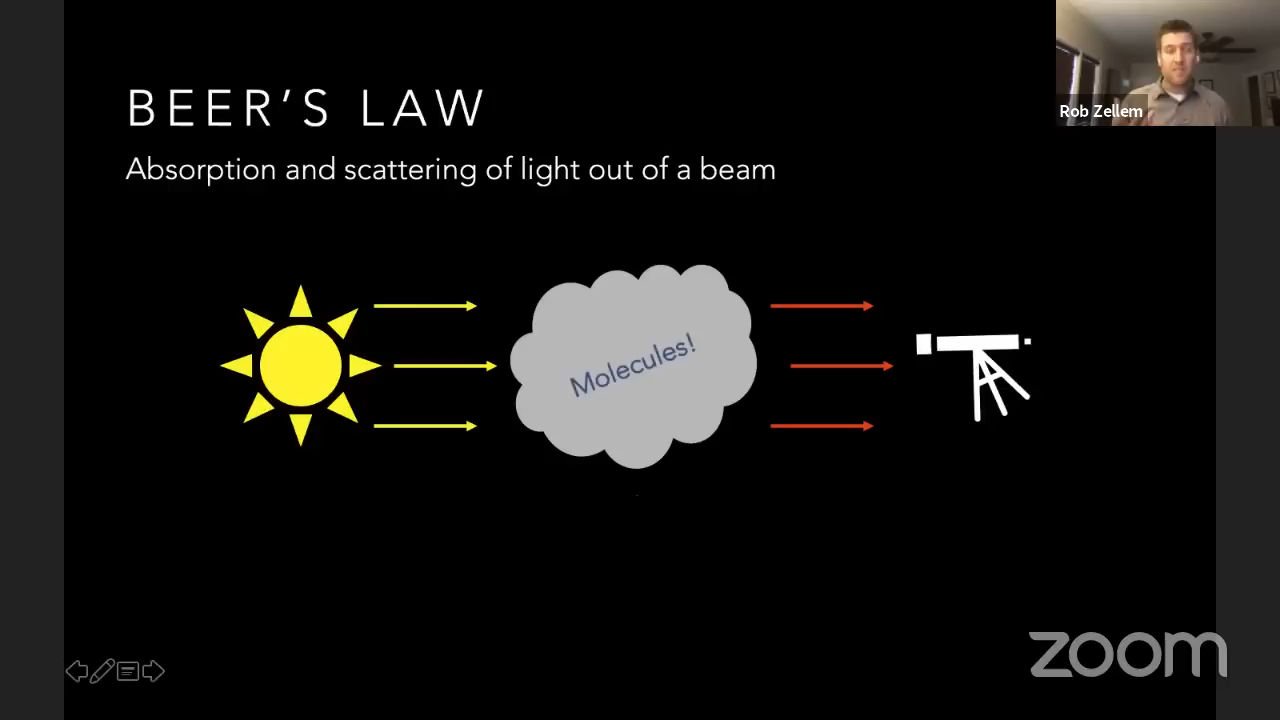 BEER'S LAW
Absorption and scattering of light out of a beam
Rob Zellem
Molecules!
zoom